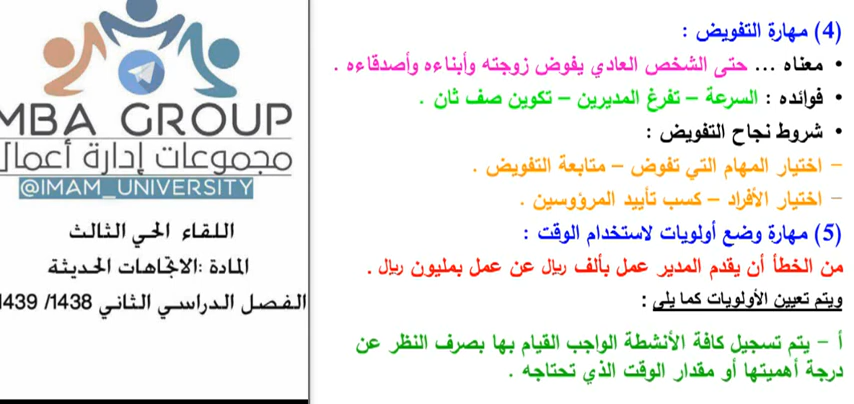 (4) مهارة التفويض :
• معناه ... حتى الشخص العادي يفوض زوجته وأبناءه وأصدقاءه .
• فوائده : السرعة – تفرغ المديرين – تكوين صف ثان .
• شروط نجاح التفويض :
– اختيار المهام التي تفوض – متابعة التفويض .
– اختيار الأفراد – كسب تأييد المرؤوسين .
(5) مهارة وضع أولويات لاستخدام الوقت :
من الخطأ أن يقدم المدير عمل بألف ريال عن عمل بمليون ريال .
ويتم تعيين الأولويات كما يلي :
أ – يتم تسجيل كافة الأنشطة الواجب القيام بها بصرف النظر عن
درجة أهميتها أو مقدار الوقت الذي تحتاجه .
MBA GROUP
مجموعات إدارة أعمال
@IMAM_UNIVERSITY
اللقاء الحي الثالث
المادة :الاتجاهات الحديثة
الفصل الدراسي الثاني 1438/ 1439